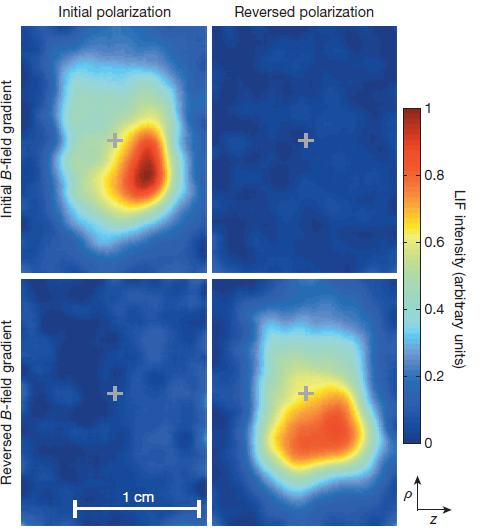 Initial polarization
Reversed polarization
Initial B-field gradient
Reversed B-field gradient
1 cm
1
0.8
0.6
0.4
0.2
0
LIF intensity (arbitrary units)
ρ
z